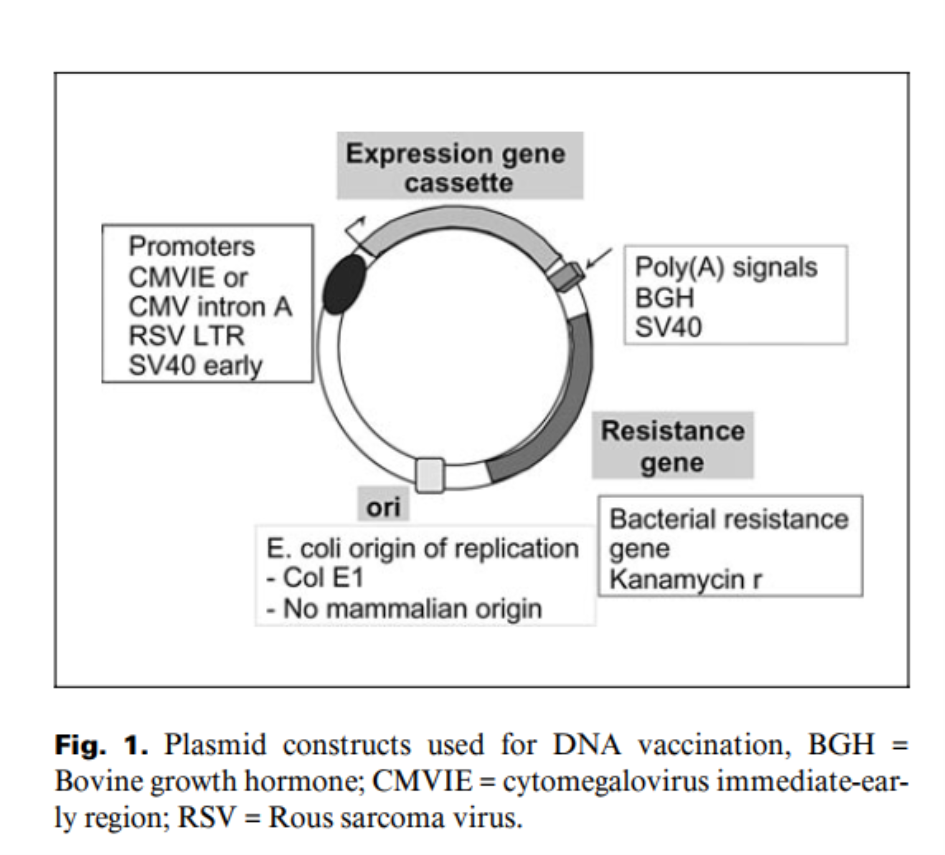 Expression gene
cassette
Promoters
CMVIE or
CMV intron A
RSV LTR
SV40 early
Poly(A) signals
BGH
SV40
Resistance
gene
Bacterial resistance
gene
Kanamycin r
ori
E. coli origin of replication
- Col E1
- No mammalian origin
Fig. 1. Plasmid constructs used for DNA vaccination, BGH =
Bovine growth hormone; CMVIE = cytomegalovirus immediate-ear-
ly region; RSV = Rous sarcoma virus.